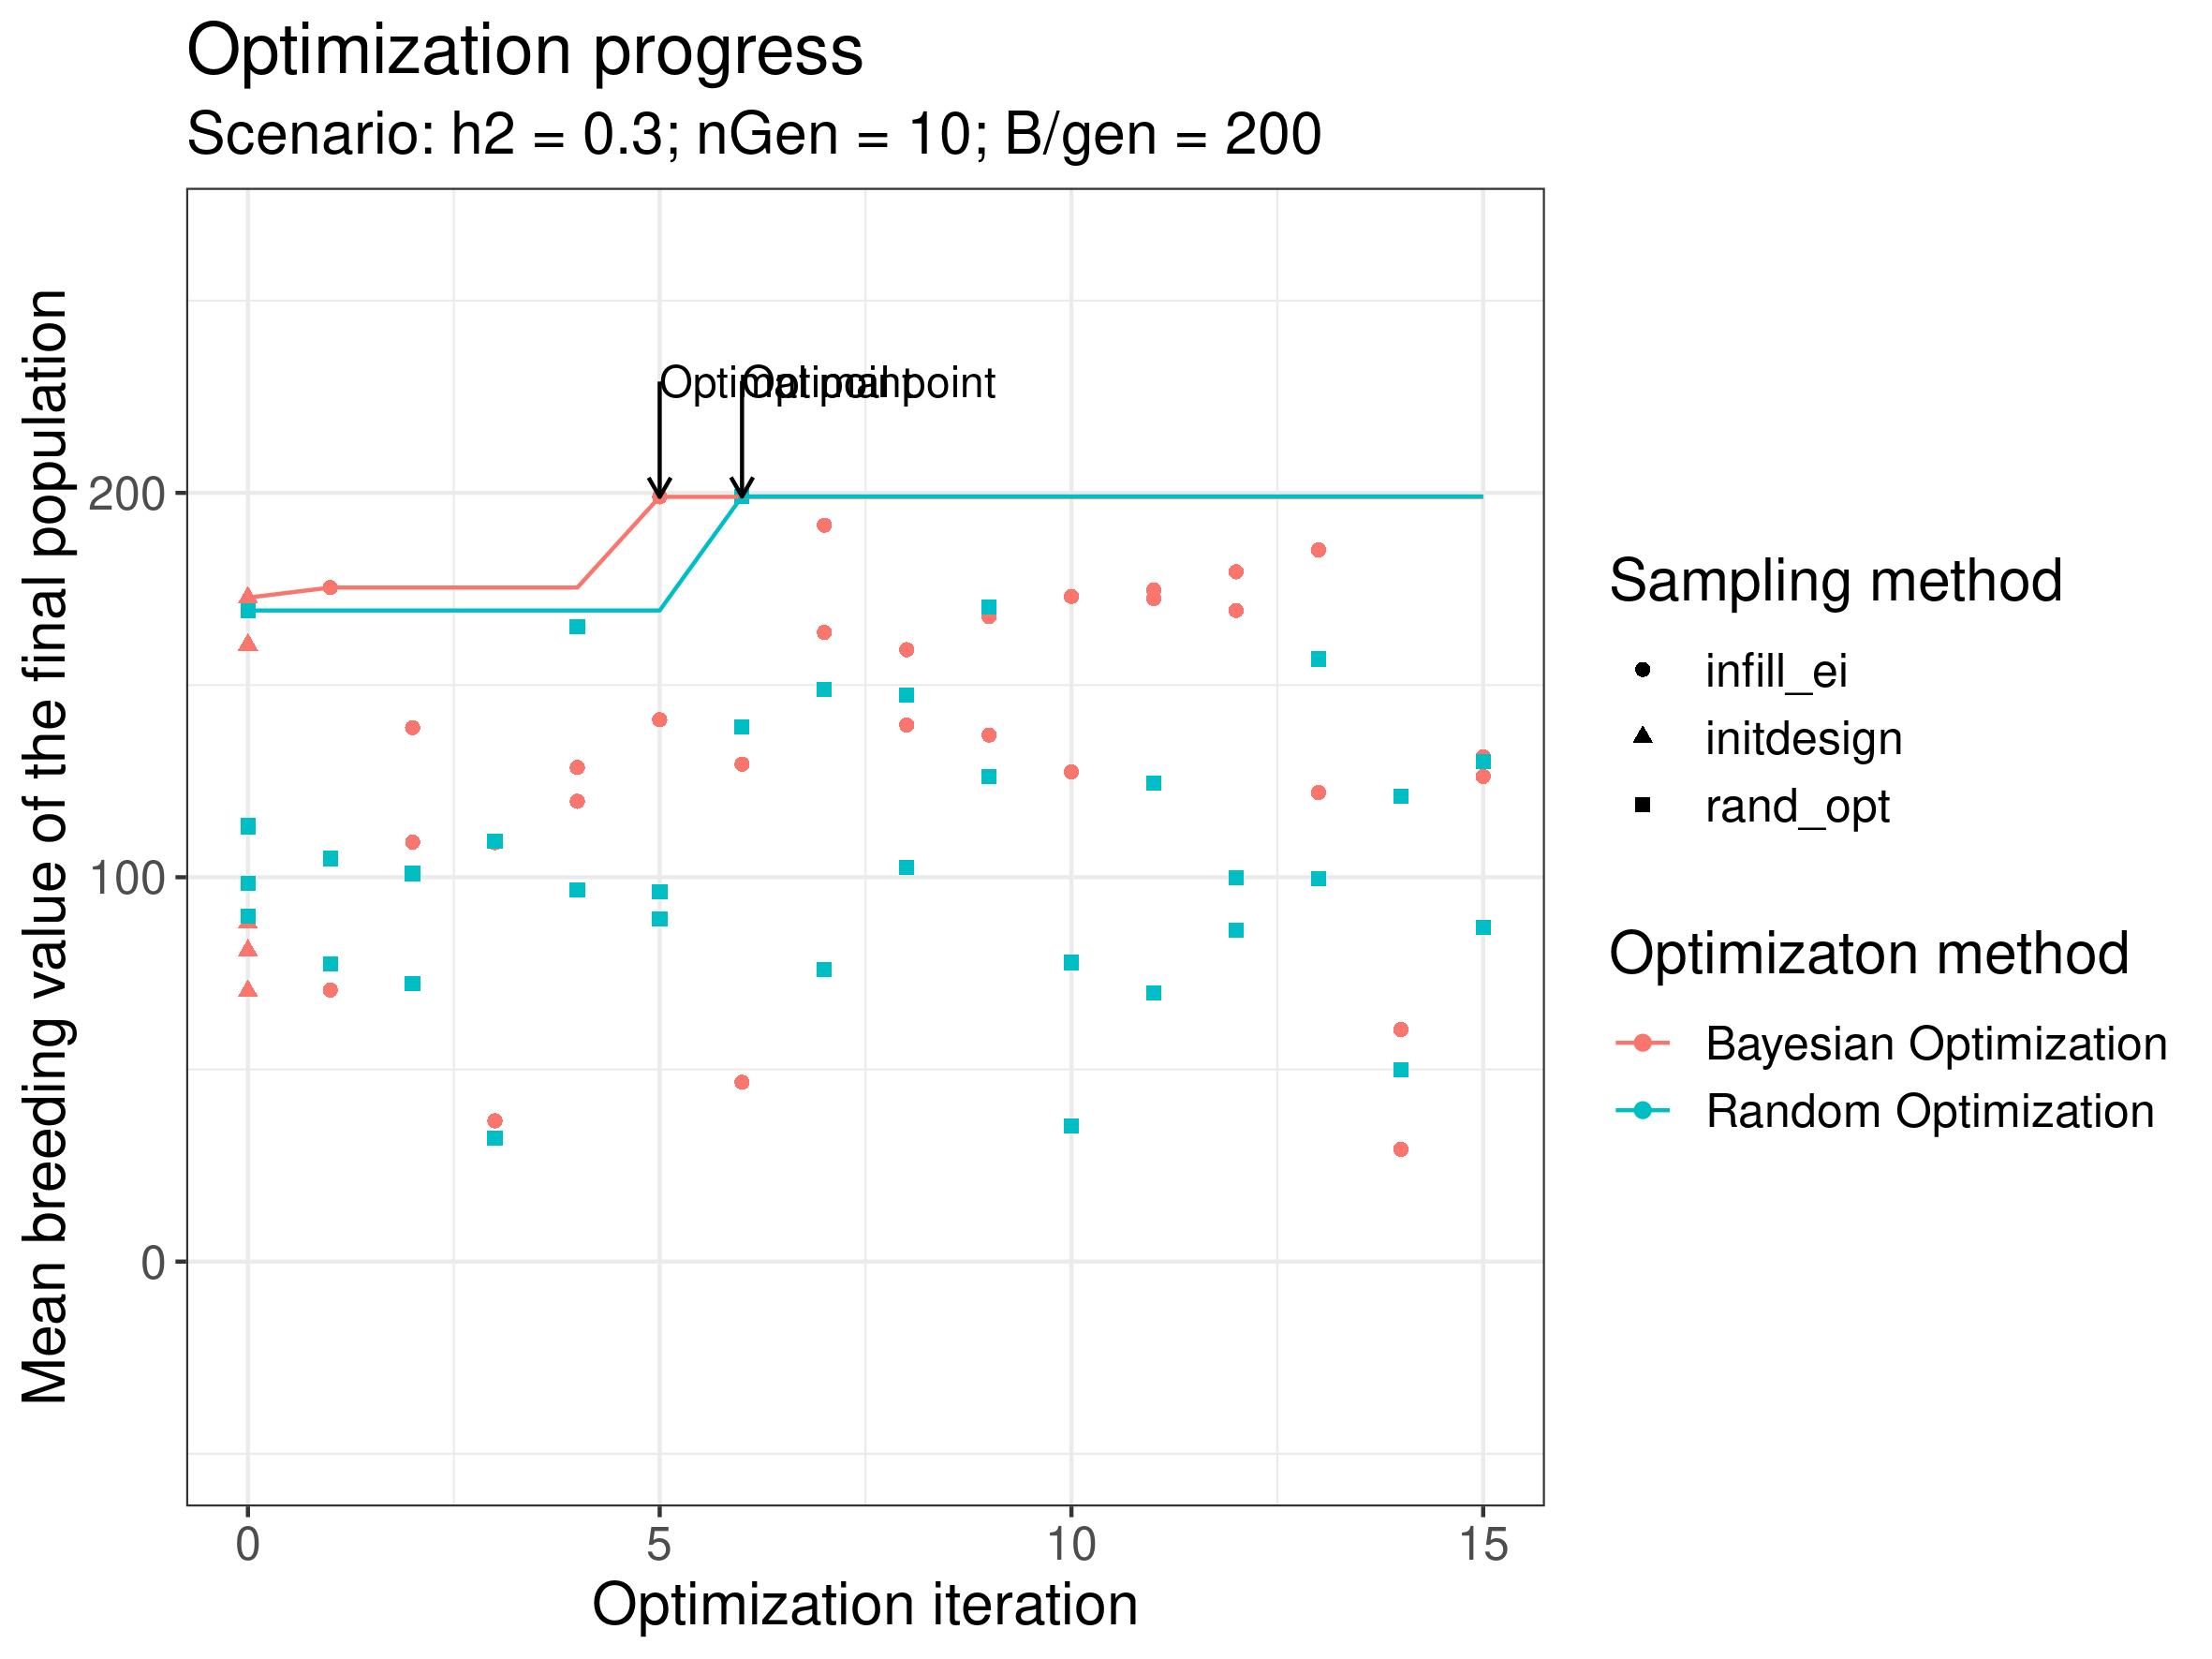 Optimization progress
Scenario: h2 = 0.3; nGen = 10; B/gen = 200
Mean breeding value of the final population
200
100
0
Optimal point
Optimal point
0
5
10
15
Optimization iteration
Sampling method
infill_ei
initdesign
rand_opt
Optimizaton method
Bayesian Optimization
Random Optimization